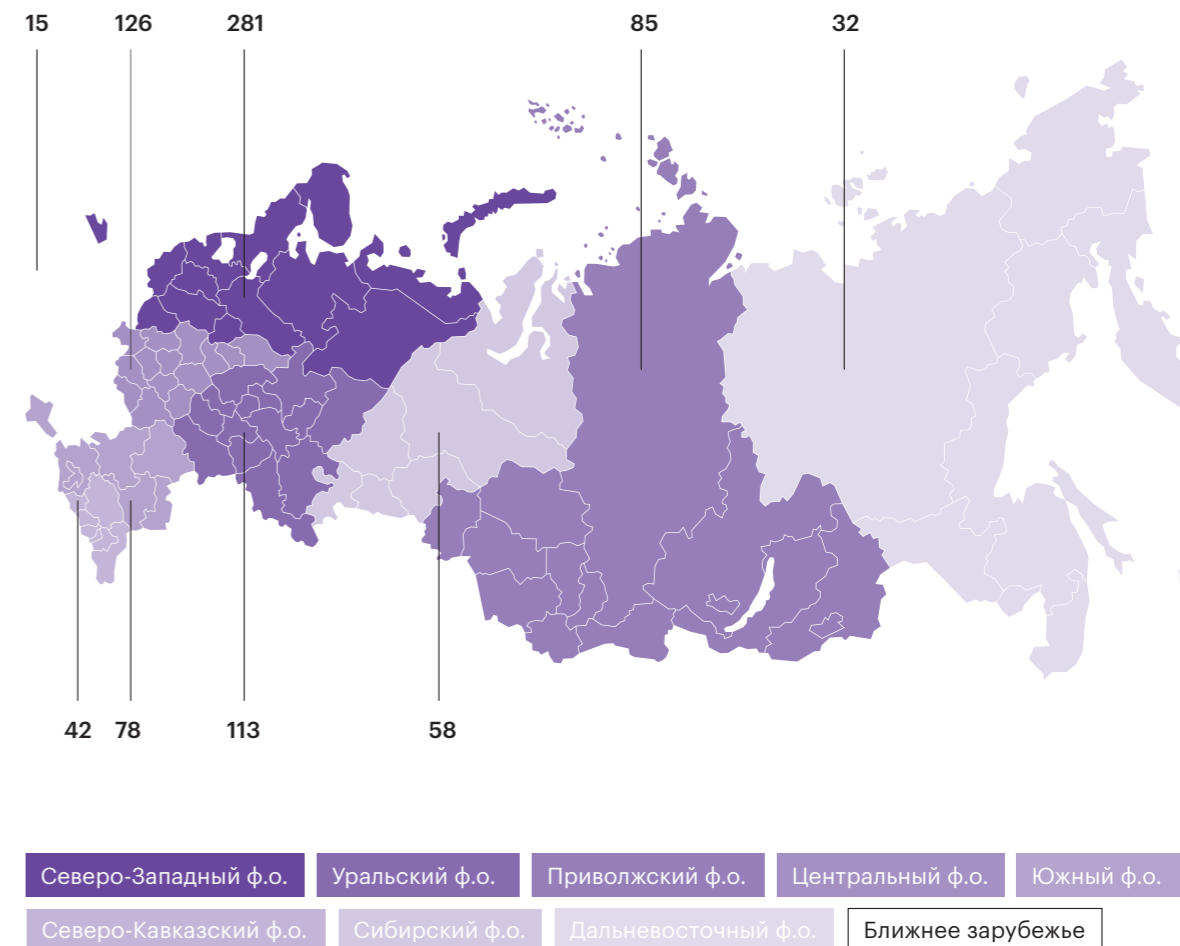 15 126 281 85 32
42 78 113 58
Северо-Западный ф.о. Уральский ф.о. Приволжский ф.о. Центральный ф.о. Южный ф.о.
Северо-Кавказский ф.о. Сибирский ф.о. Дальневосточный ф.о. Ближнее зарубежье